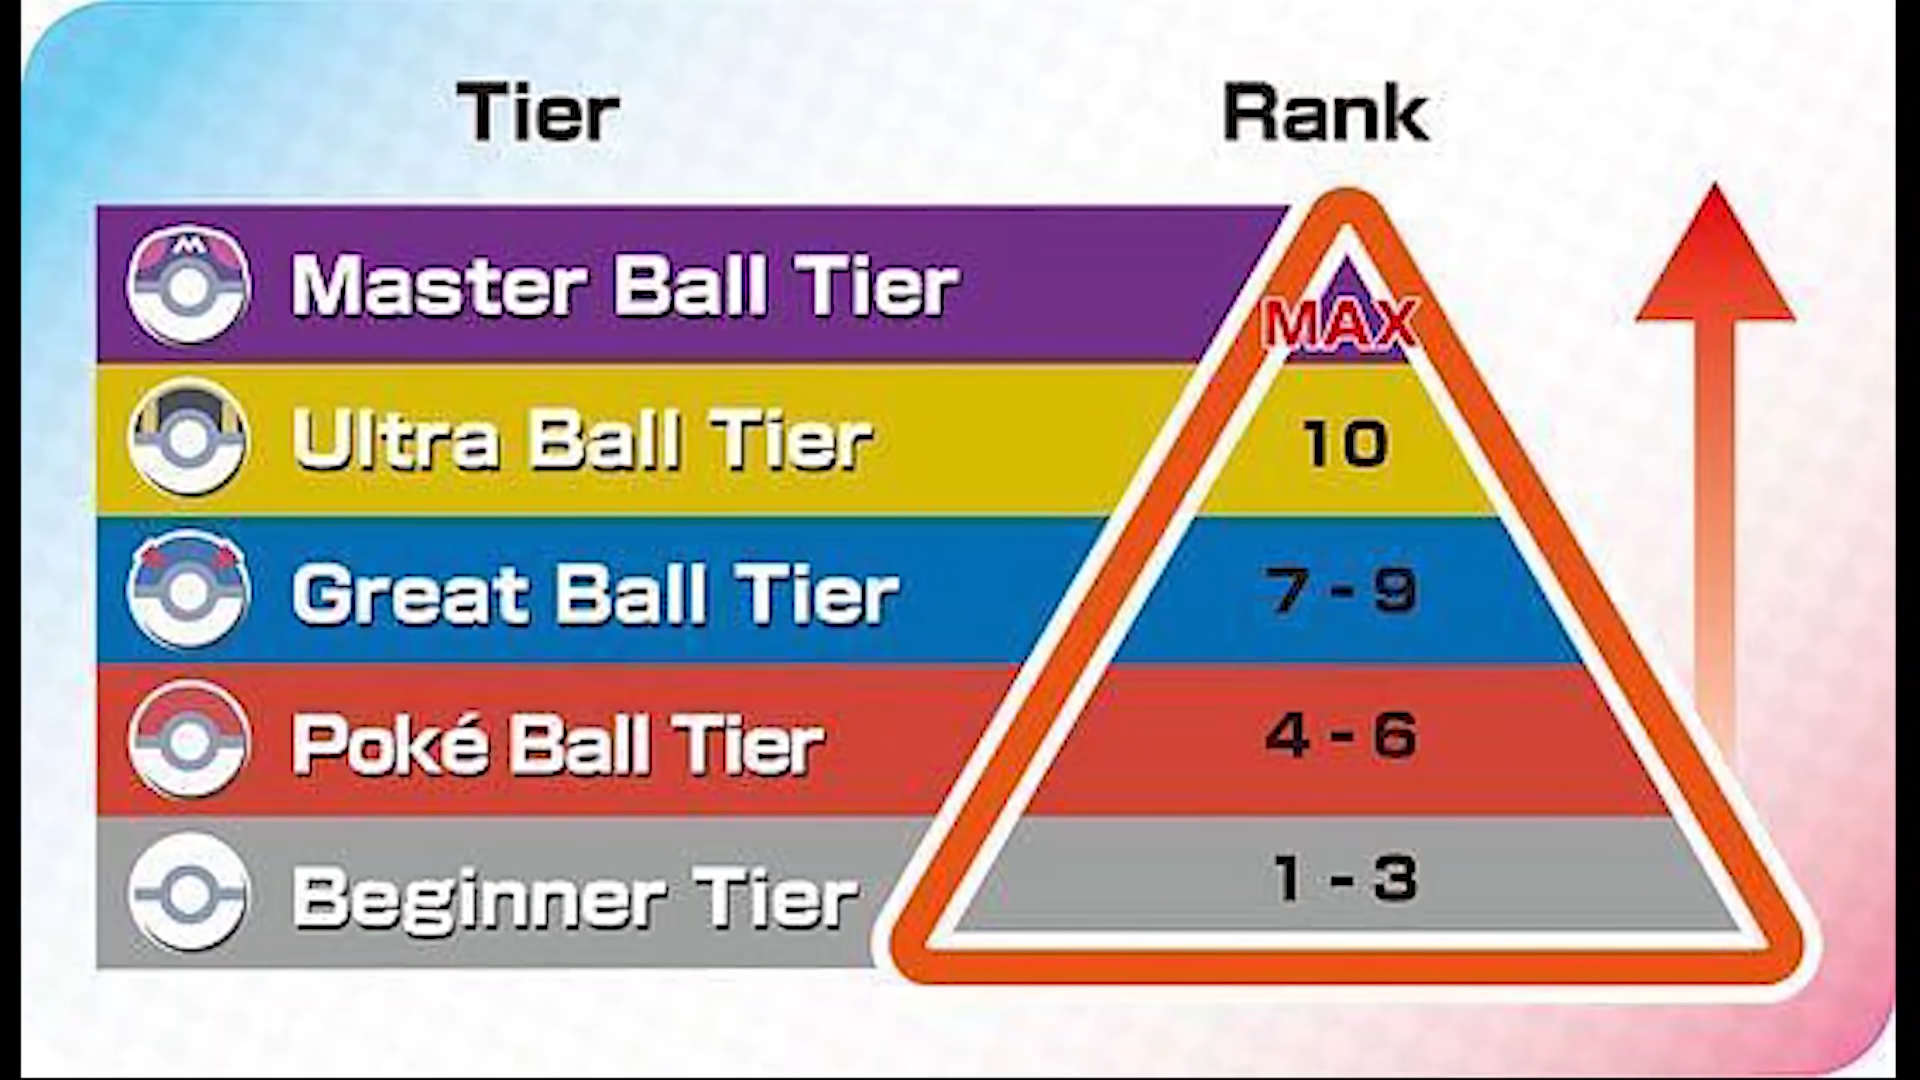 Tier Rank
Master Ball Tier MAX
Ultra Ball Tier 10
Great Ball Tier 7 - 9
Poké Ball Tier 4 - 6
Beginner Tier 1 - 3